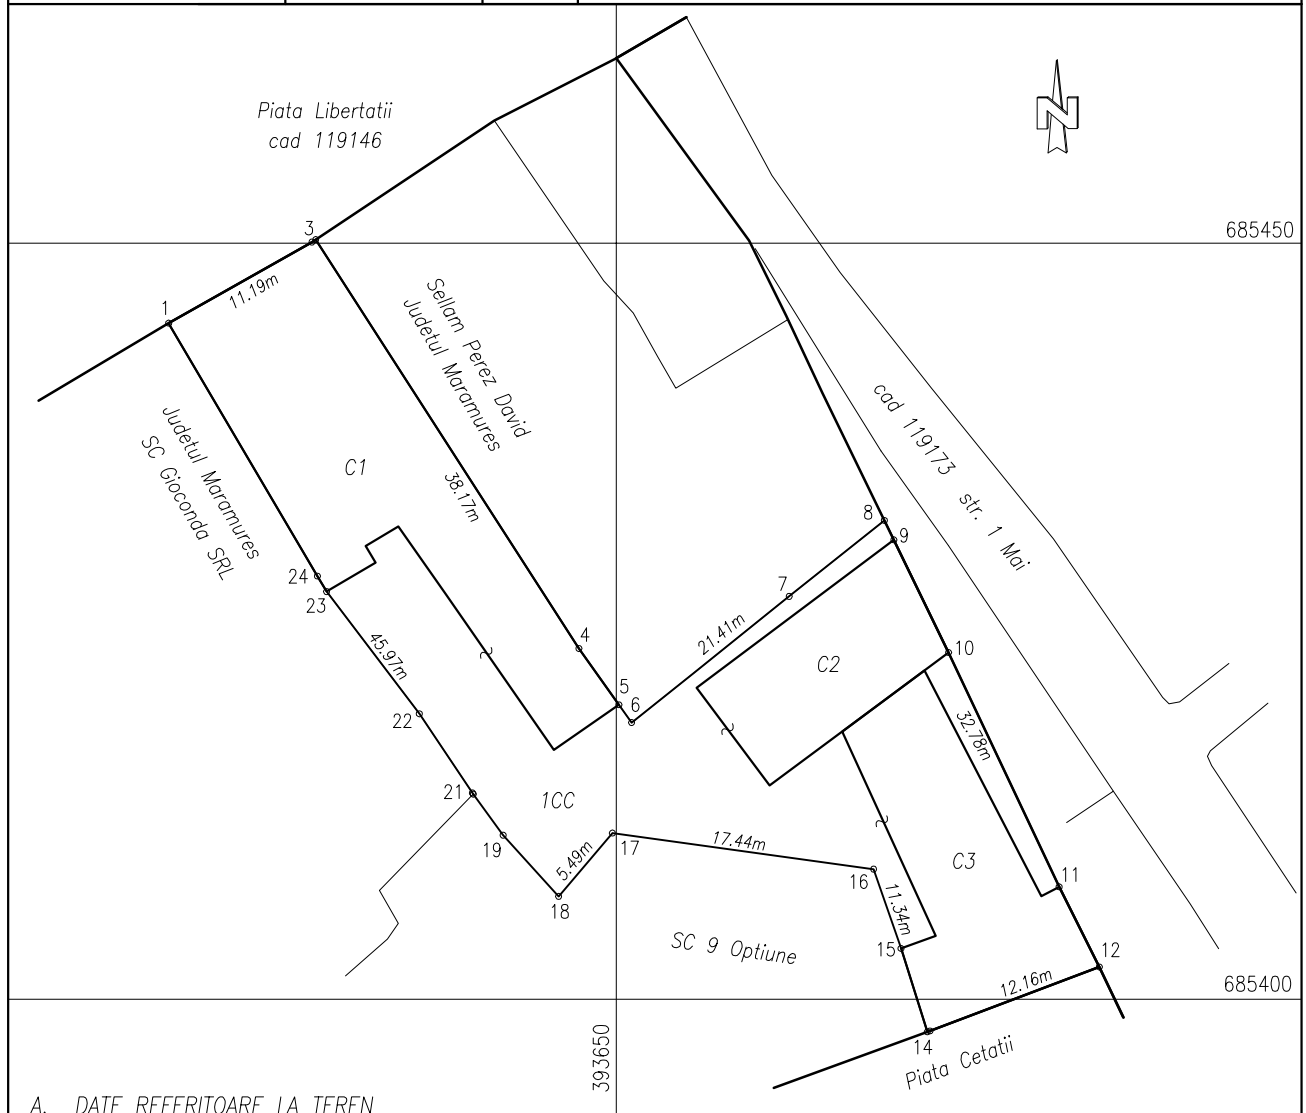 Piata Libertatii
cad 119146
N
685450
3
1
11.19m
Sellam Perez David
Judetul Maramures
Judetul Maramures
SC Gioconda SRL
C1
38.17m
cad 119173 str. 1 Mai
8
9
24
23
7
4
45.97m
21.41m
10
C2
5
6
22
32.78m
21
1CC
19
5.49m
17
17.44m
16
C3
11
18
11.34m
SC 9 Optiune
15
12
12.16m
685400
393650
14
Piata Cetatii
A. DATE REFERITOARE LA TEREN